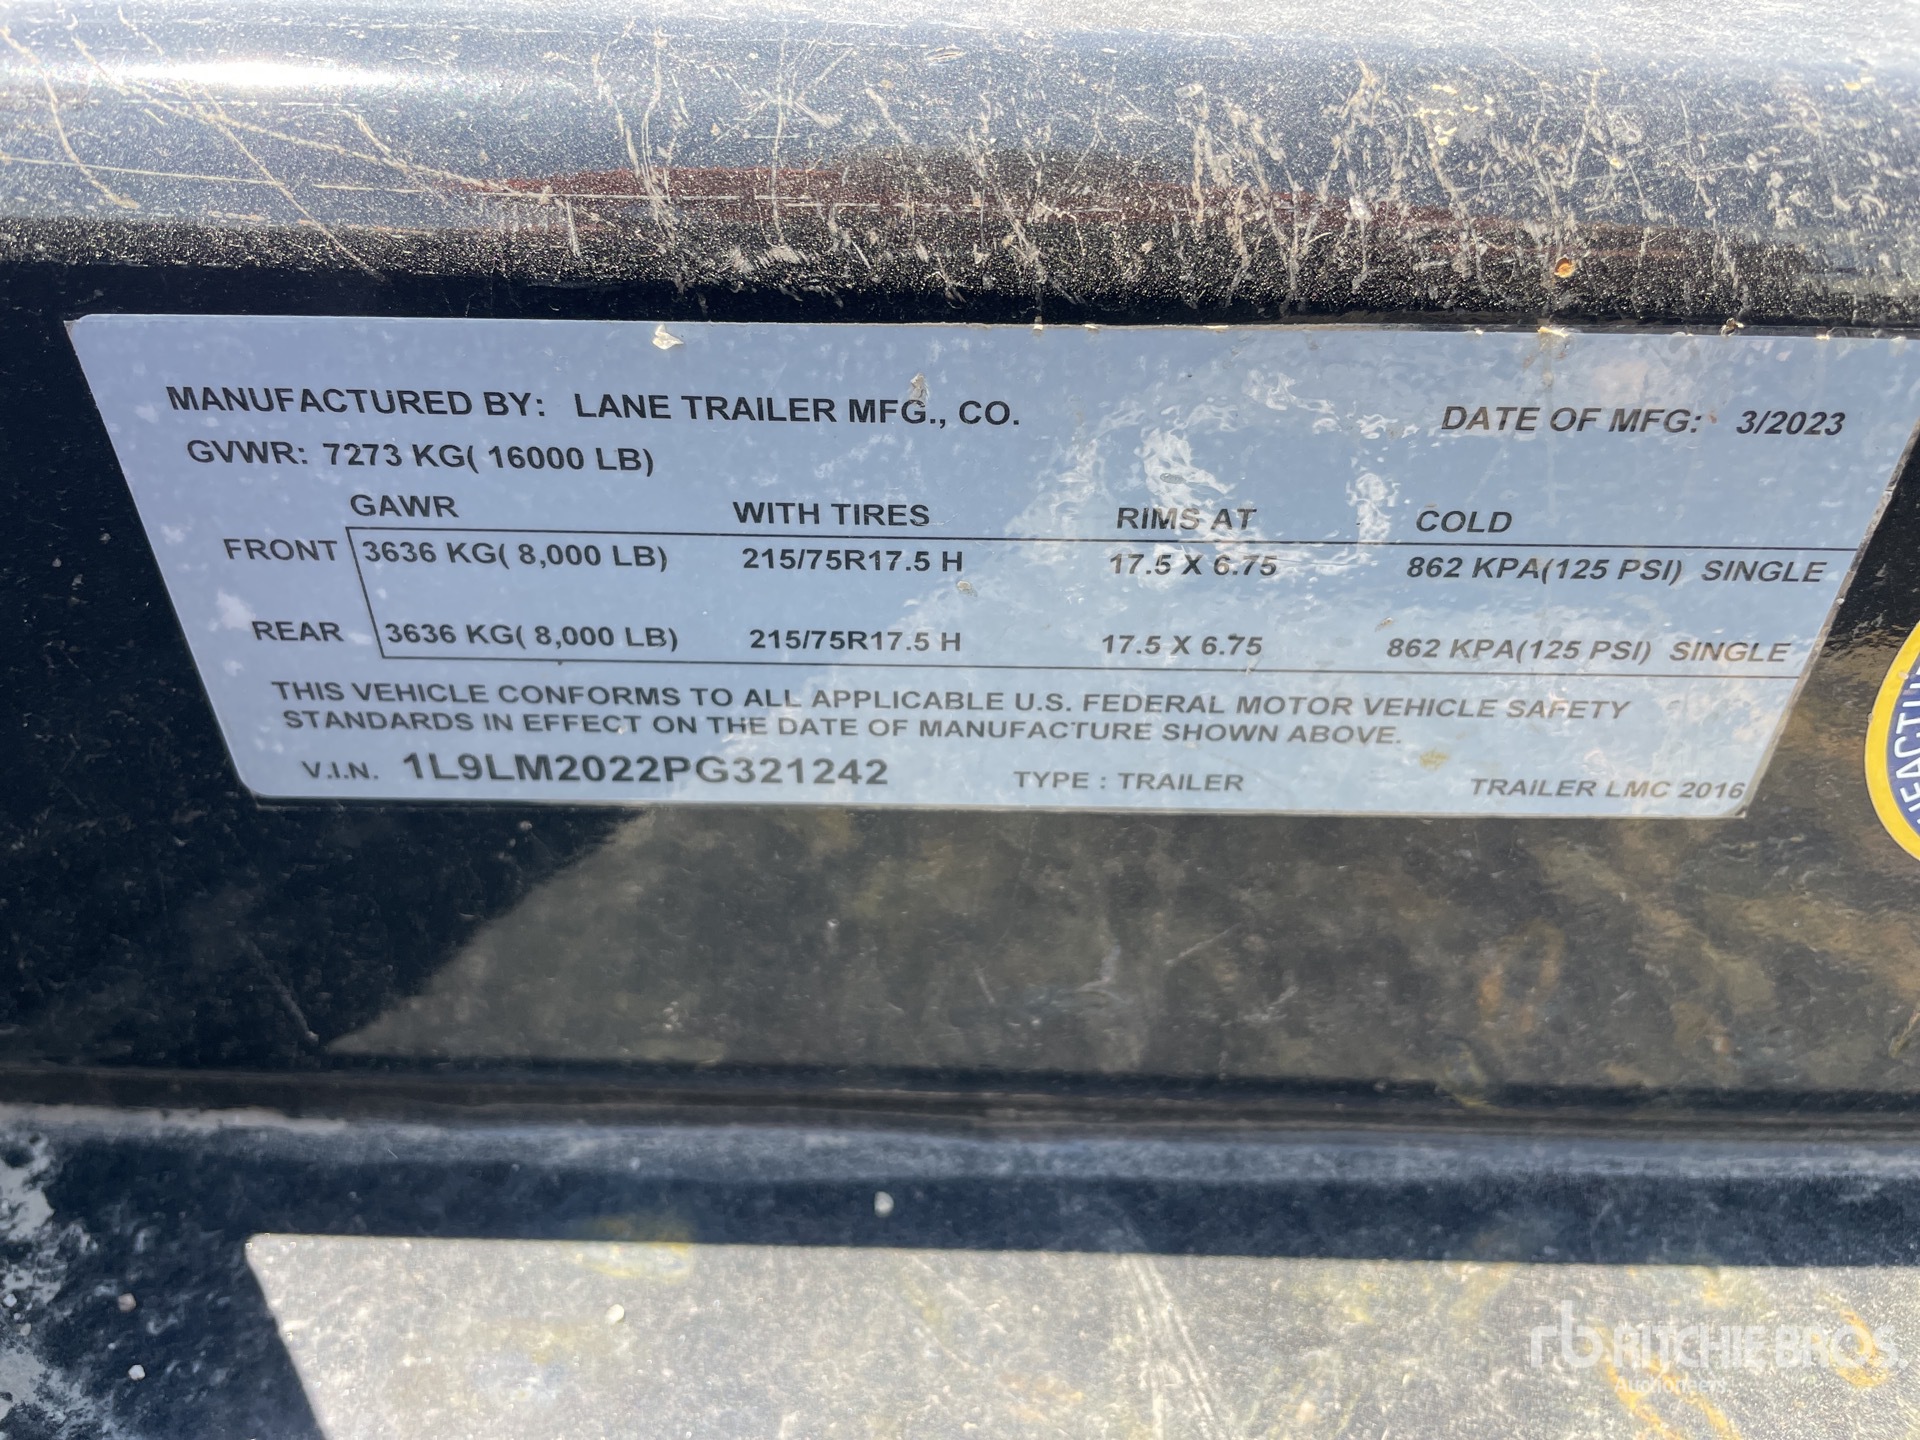 MANUFACTURED BY: LANE TRAILER MFG., CO. DATE OF MFG: 3/2023
GVWR: 7273 KG( 16000 LB)
GAWR WITH TIRES RIMS AT COLD
FRONT 3636 KG( 8,000 LB) 215/75R17.5 H 17.5 X 6.75 862 KPA(125 PSI) SINGLE
REAR 3636 KG( 8,000 LB) 215/75R17.5 H 17.5 X 6.75 862 KPA(125 PSI) SINGLE
THIS VEHICLE CONFORMS TO ALL APPLICABLE U.S. FEDERAL MOTOR VEHICLE SAFETY
STANDARDS IN EFFECT ON THE DATE OF MANUFACTURE SHOWN ABOVE.
V.I.N. 1L9LM2022PG321242 TYPE : TRAILER TRAILER LMC 2016
rb RITCHIE BROS.
Auctioneers